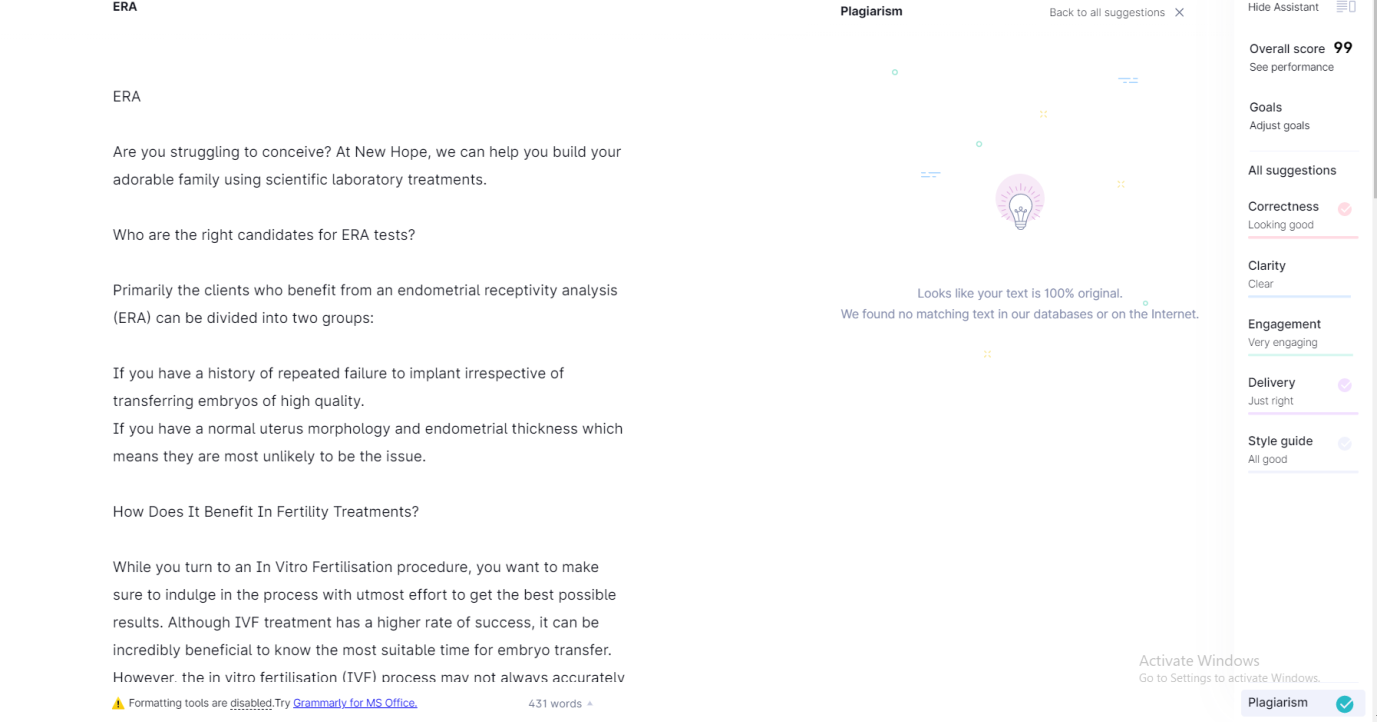 ERA
ERA
Are you struggling to conceive? At New Hope, we can help you build your
adorable family using scientific laboratory treatments.
Who are the right candidates for ERA tests?
Primarily the clients who benefit from an endometrial receptivity analysis
(ERA) can be divided into two groups:
If you have a history of repeated failure to implant irrespective of
transferring embryos of high quality.
If you have a normal uterus morphology and endometrial thickness which
means they are most unlikely to be the issue.
How Does It Benefit In Fertility Treatments?
While you turn to an In Vitro Fertilisation procedure, you want to make
sure to indulge in the process with utmost effort to get the best possible
results. Although IVF treatment has a higher rate of success, it can be
incredibly beneficial to know the most suitable time for embryo transfer.
However, the in vitro fertilisation (IVF) process may not always accurately
Formatting tools are disabled.Try Grammarly for MS Office.
431 words
Plagiarism
Back to all suggestions
Looks like your text is 100% original.
We found no matching text in our databases or on the Internet.
Hide Assistant
Overall score 99
See performance
Goals
Adjust goals
All suggestions
Correctness
Looking good
Clarity
Clear
Engagement
Very engaging
Delivery
Just right
Style guide
All good
Activate Windows
Go to Settings to activate Windows.
Plagiarism